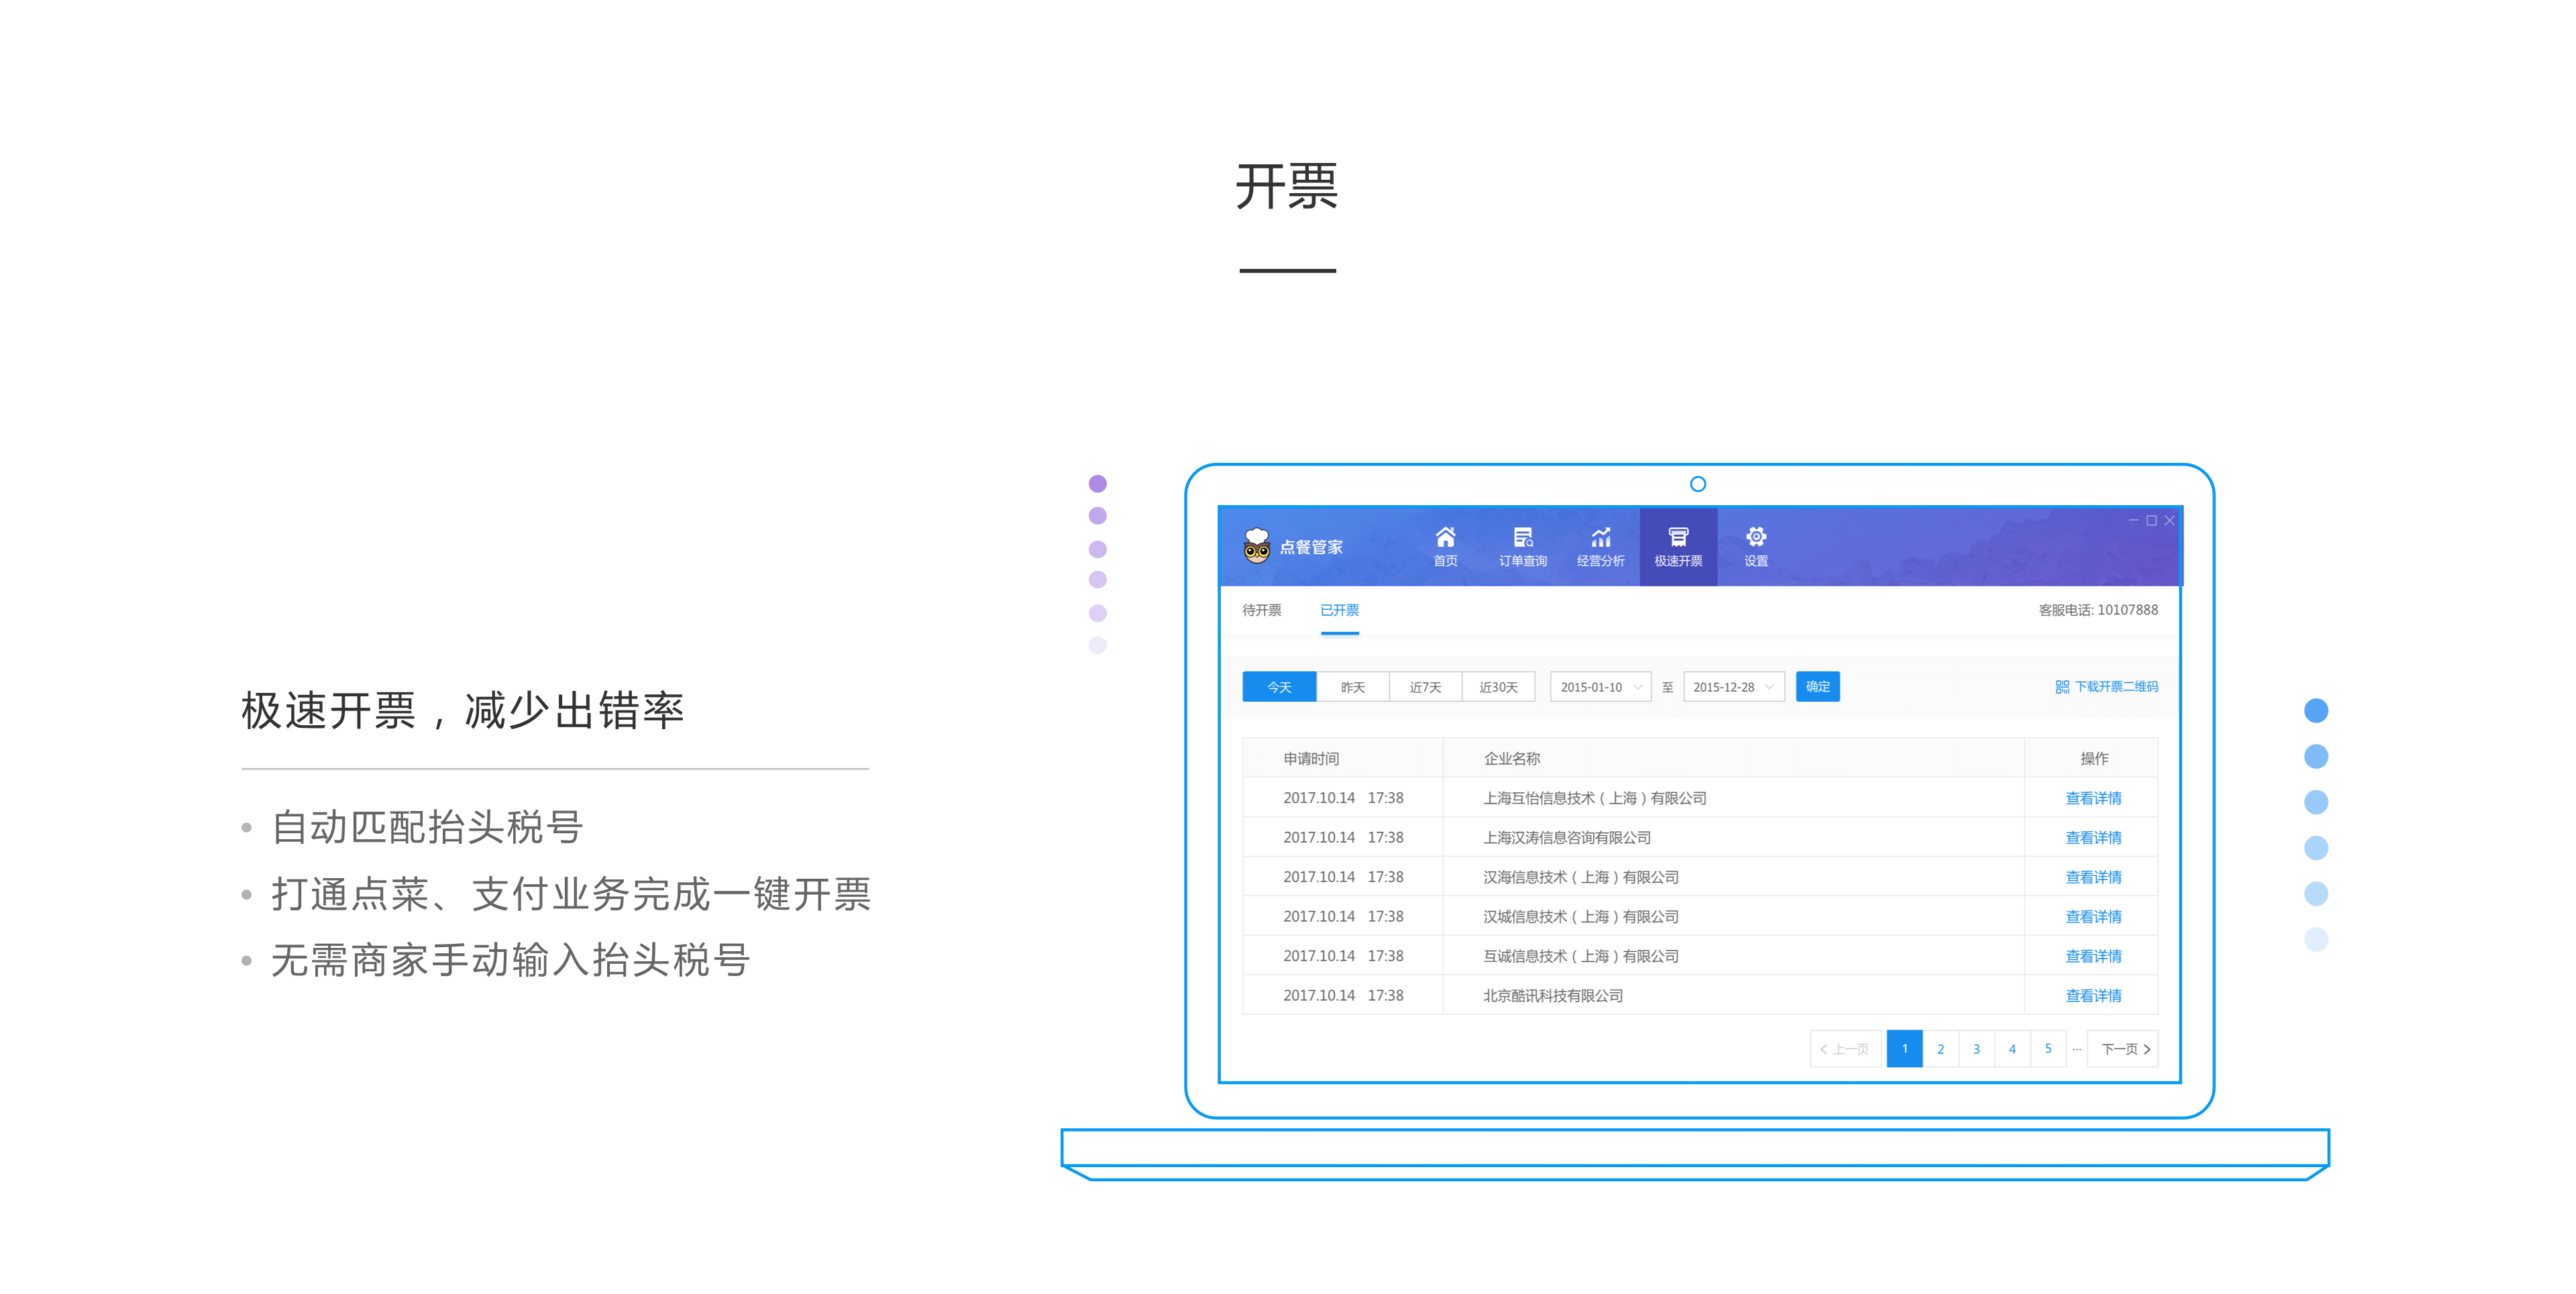 开票
极速开票，减少出错率
• 自动匹配抬头税号
• 打通点菜、支付业务完成一键开票
• 无需商家手动输入抬头税号
点餐管家
首页 订单查询 经营分析 极速开票 设置
待开票 已开票 客服电话: 10107888
今天 昨天 近7天 近30天 2015-01-10 至 2015-12-28 确定 下载开票二维码
申请时间 企业名称 操作
2017.10.14 17:38 上海互怡信息技术（上海）有限公司 查看详情
2017.10.14 17:38 上海汉涛信息咨询有限公司 查看详情
2017.10.14 17:38 汉海信息技术（上海）有限公司 查看详情
2017.10.14 17:38 汉城信息技术（上海）有限公司 查看详情
2017.10.14 17:38 互诚信息技术（上海）有限公司 查看详情
2017.10.14 17:38 北京酷讯科技有限公司 查看详情
< 上一页 1 2 3 4 5 ··· 下一页 >